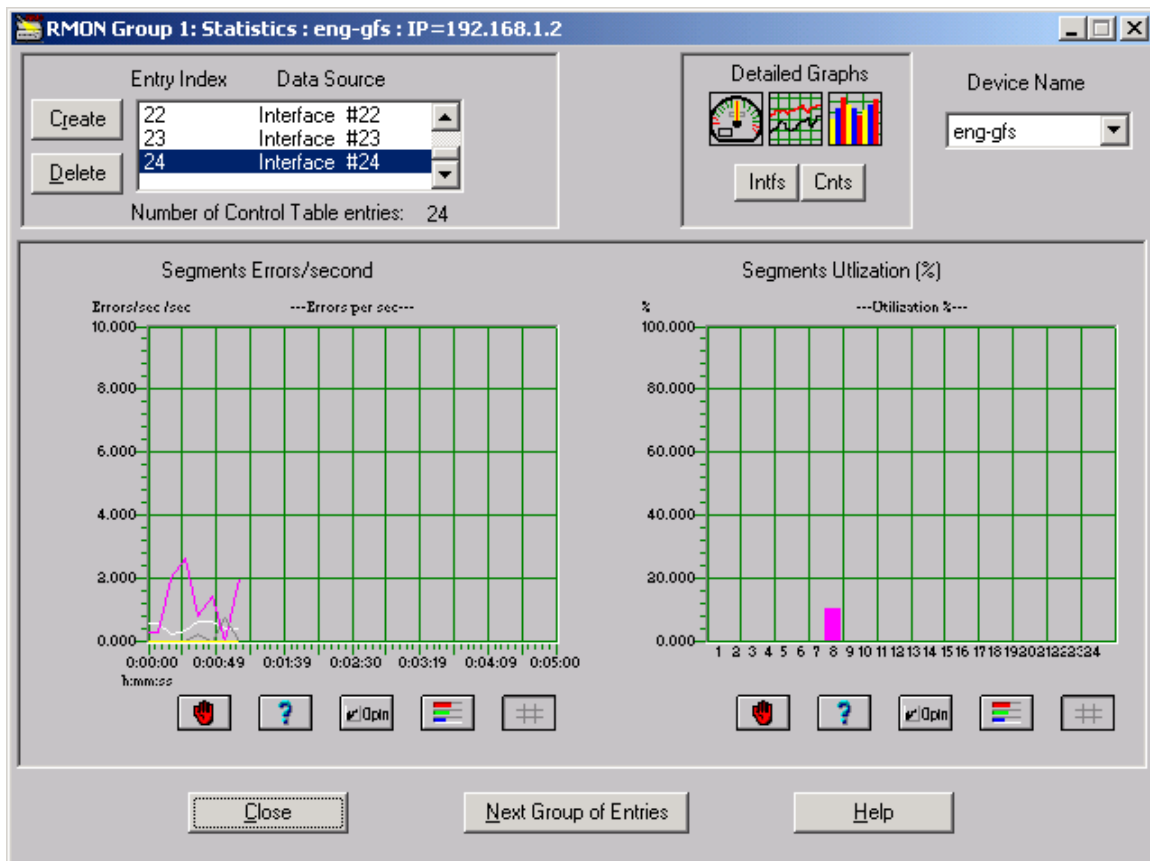 RMON Group 1: Statistics : eng-gfs : IP=192.168.1.2
Entry Index Data Source
Create
Delete
22 Interface #22
23 Interface #23
24 Interface #24
Number of Control Table entries: 24
Detailed Graphs
Intfs Cnts
Device Name
eng-gfs
Segments Errors/second
Errors/sec /sec ---Errors per sec---
10.000
8.000
6.000
4.000
2.000
0.000
0:00:00 0:00:49 0:01:39 0:02:30 0:03:19 0:04:09 0:05:00
h:mm:ss
? Opin
Segments Utlization (%)
% ---Utilization %---
100.000
80.000
60.000
40.000
20.000
0.000
1 2 3 4 5 6 7 8 9 10 11 12 13 14 15 16 17 18 19 20 21 22 23 24
? Opin
Close Next Group of Entries Help